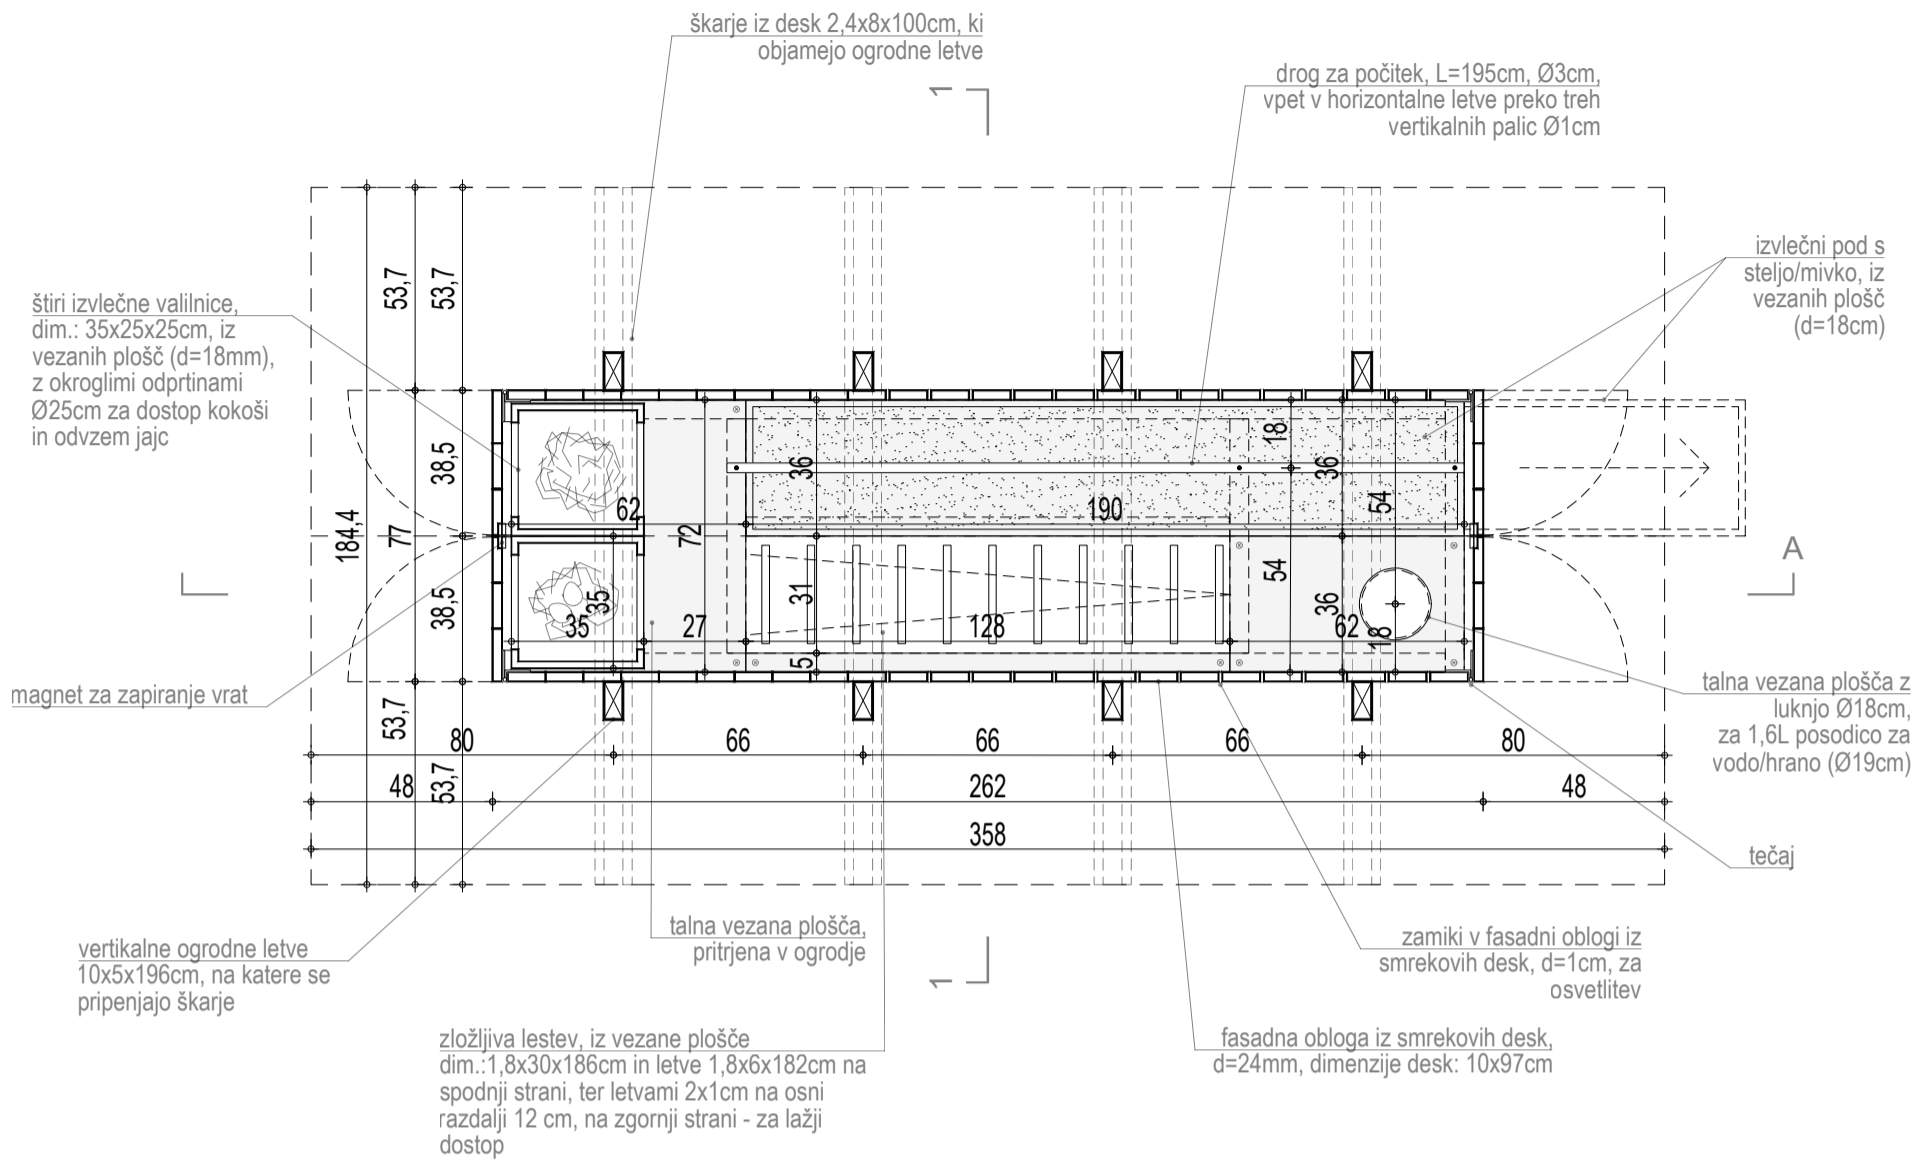 škarje iz desk 2,4x8x100cm, ki
objamejo ogrodne letve
drog za počitek, L=195cm, Ø3cm,
vpet v horizontalne letve preko treh
vertikalnih palic Ø1cm
1
izvlečni pod s
steljo/mivko, iz
vezanih plošč
(d=18cm)
štiri izvlečne valilnice,
dim.: 35x25x25cm, iz
vezanih plošč (d=18mm),
z okroglimi odprtinami
Ø25cm za dostop kokoši
in odvzem jajc
53,7
53,7
38,5
184,4
77
38,5
53,7
53,7
62
72
36
190
18
36
54
35
35
27
31
128
5
54
36
62
18
A
magnet za zapiranje vrat
talna vezana plošča z
luknjo Ø18cm,
za 1,6L posodico za
vodo/hrano (Ø19cm)
80
66
66
66
80
48
262
48
358
tečaj
vertikalne ogrodne letve
10x5x196cm, na katere se
pripenjajo škarje
talna vezana plošča,
pritrjena v ogrodje
1
zamiki v fasadni oblogi iz
smrekovih desk, d=1cm, za
osvetlitev
zložljiva lestev, iz vezane plošče
dim.:1,8x30x186cm in letve 1,8x6x182cm na
spodnji strani, ter letvami 2x1cm na osni
razdalji 12 cm, na zgornji strani - za lažji
dostop
fasadna obloga iz smrekovih desk,
d=24mm, dimenzije desk: 10x97cm